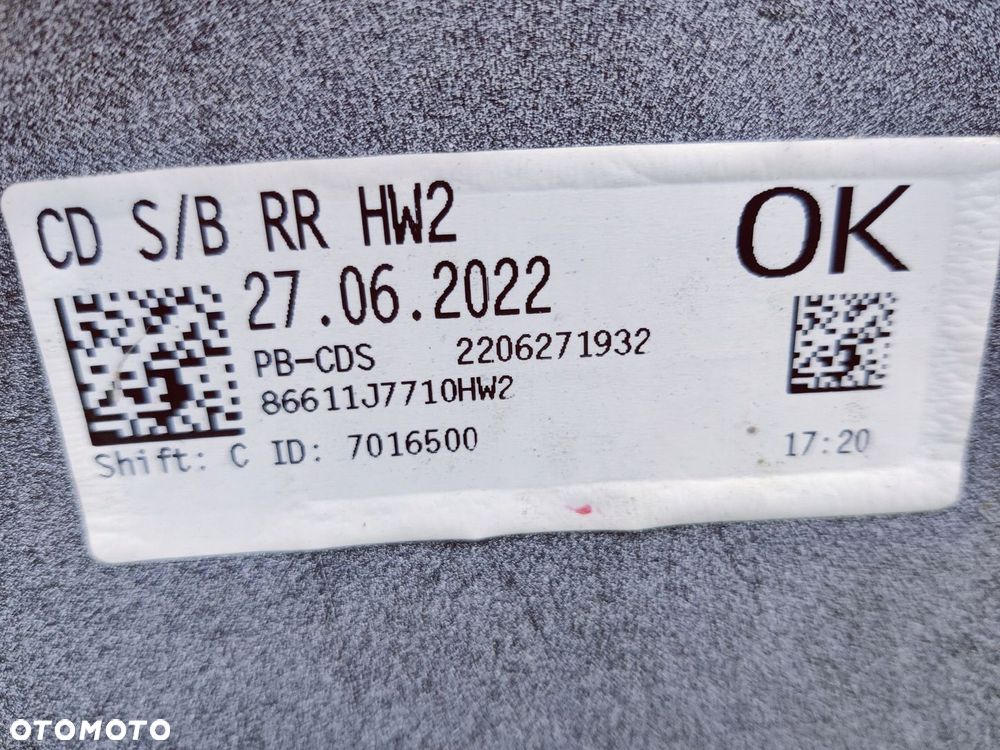 CD S/B RR HW2
OK
27.06.2022
PB-CDS 2206271932
86611J7710HW2
Shift: C ID: 7016500
17:20
OTOMOTO